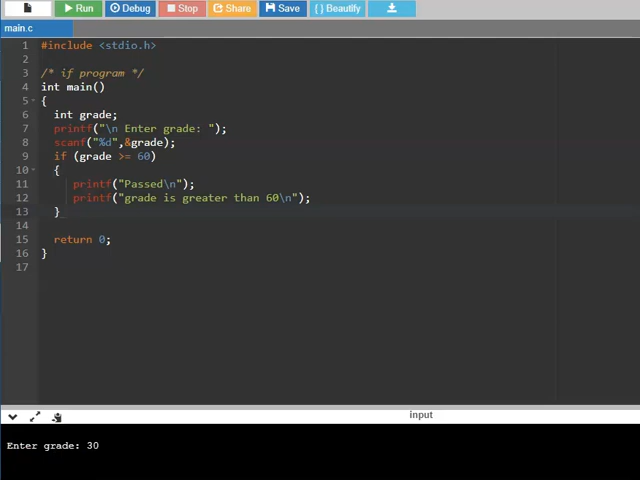 Run Debug Stop Share Save { } Beautify
main.c
1 #include <stdio.h>
2
3 /* if program */
4 int main()
5 {
6 int grade;
7 printf("\n Enter grade: ");
8 scanf("%d",&grade);
9 if (grade >= 60)
10 {
11 printf("Passed\n");
12 printf("grade is greater than 60\n");
13 }
14
15 return 0;
16 }
17
input
Enter grade: 30